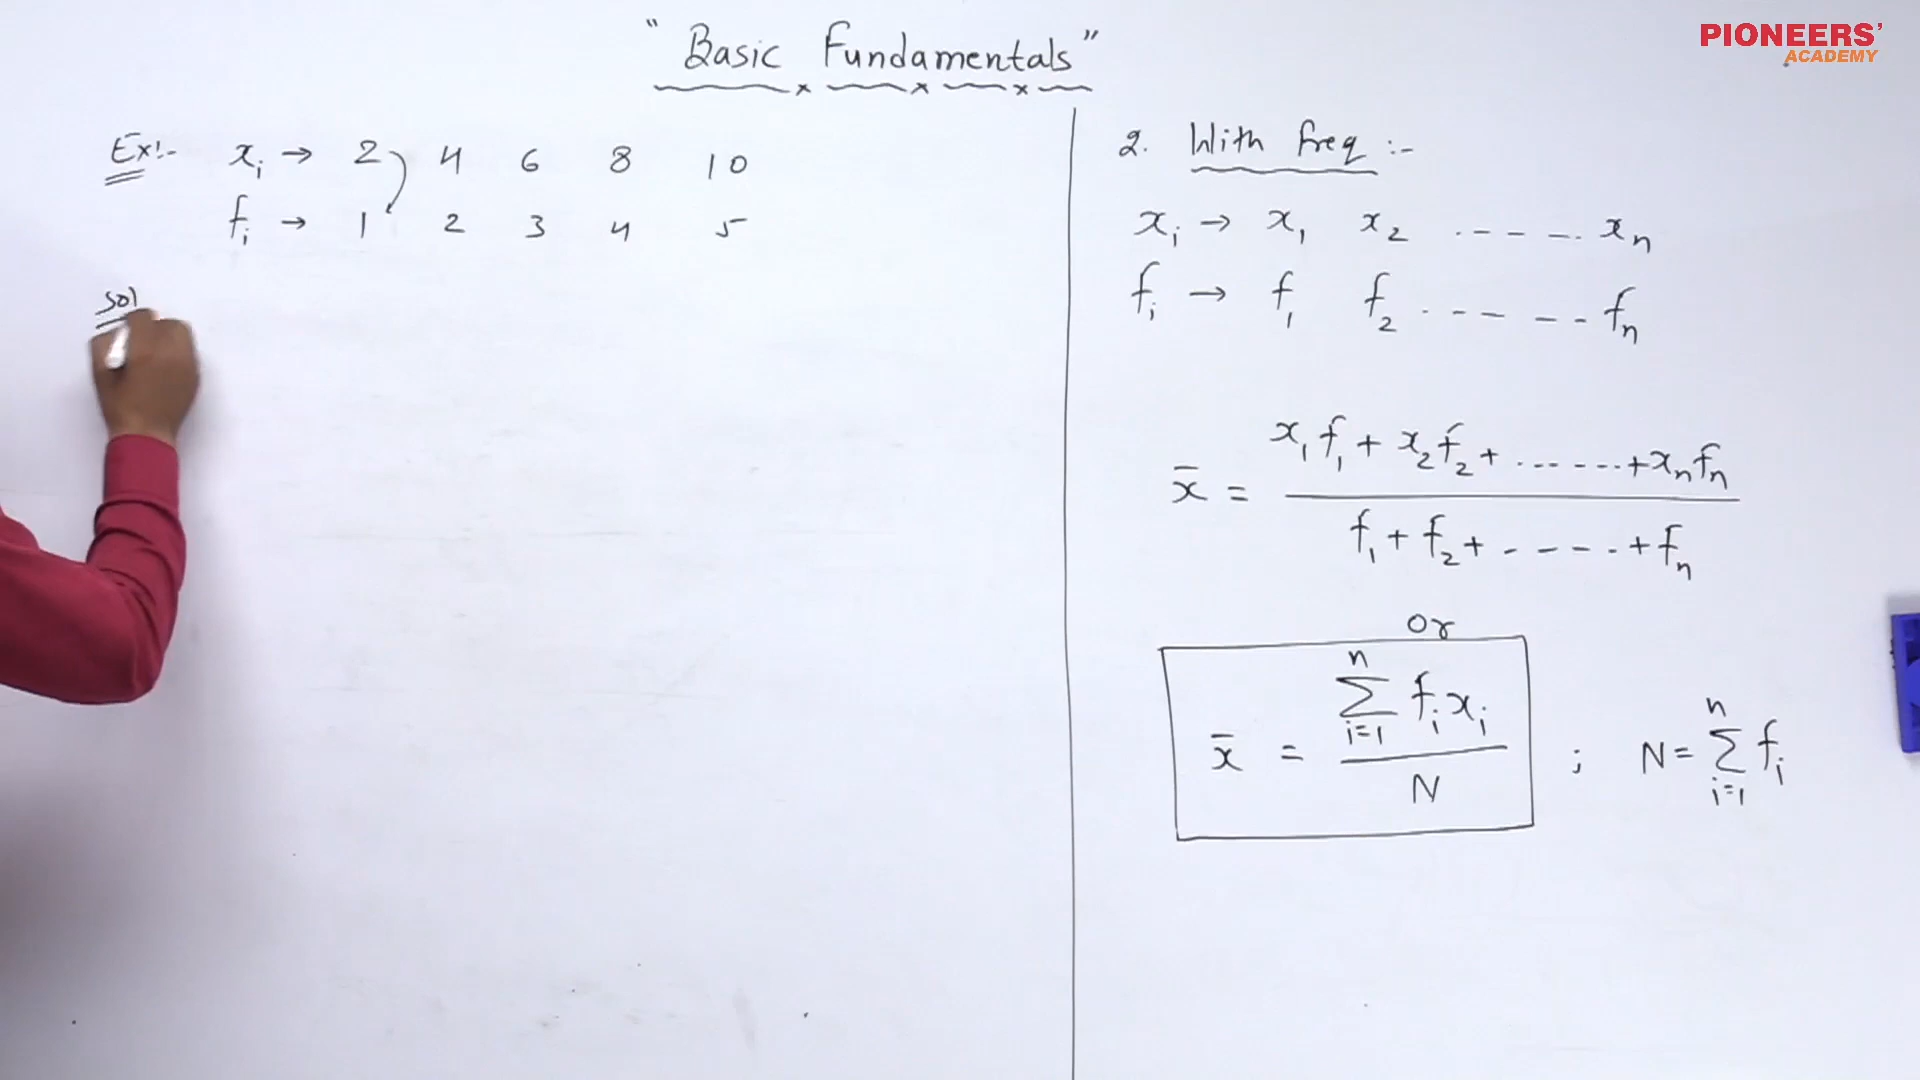 " Basic Fundamentals "
PIONEERS'
ACADEMY
Ex:- xᵢ → 2 4 6 8 10
fᵢ → 1 2 3 4 5
Sol
2. With freq :-
xᵢ → x₁ x₂ ------ xₙ
fᵢ → f₁ f₂ ------ fₙ
x̄ = (x₁f₁ + x₂f₂ + ...... + xₙfₙ) / (f₁ + f₂ + ----- + fₙ)
Or
x̄ = (∑ᵢ₌₁ⁿ fᵢxᵢ) / N ; N = ∑ᵢ₌₁ⁿ fᵢ